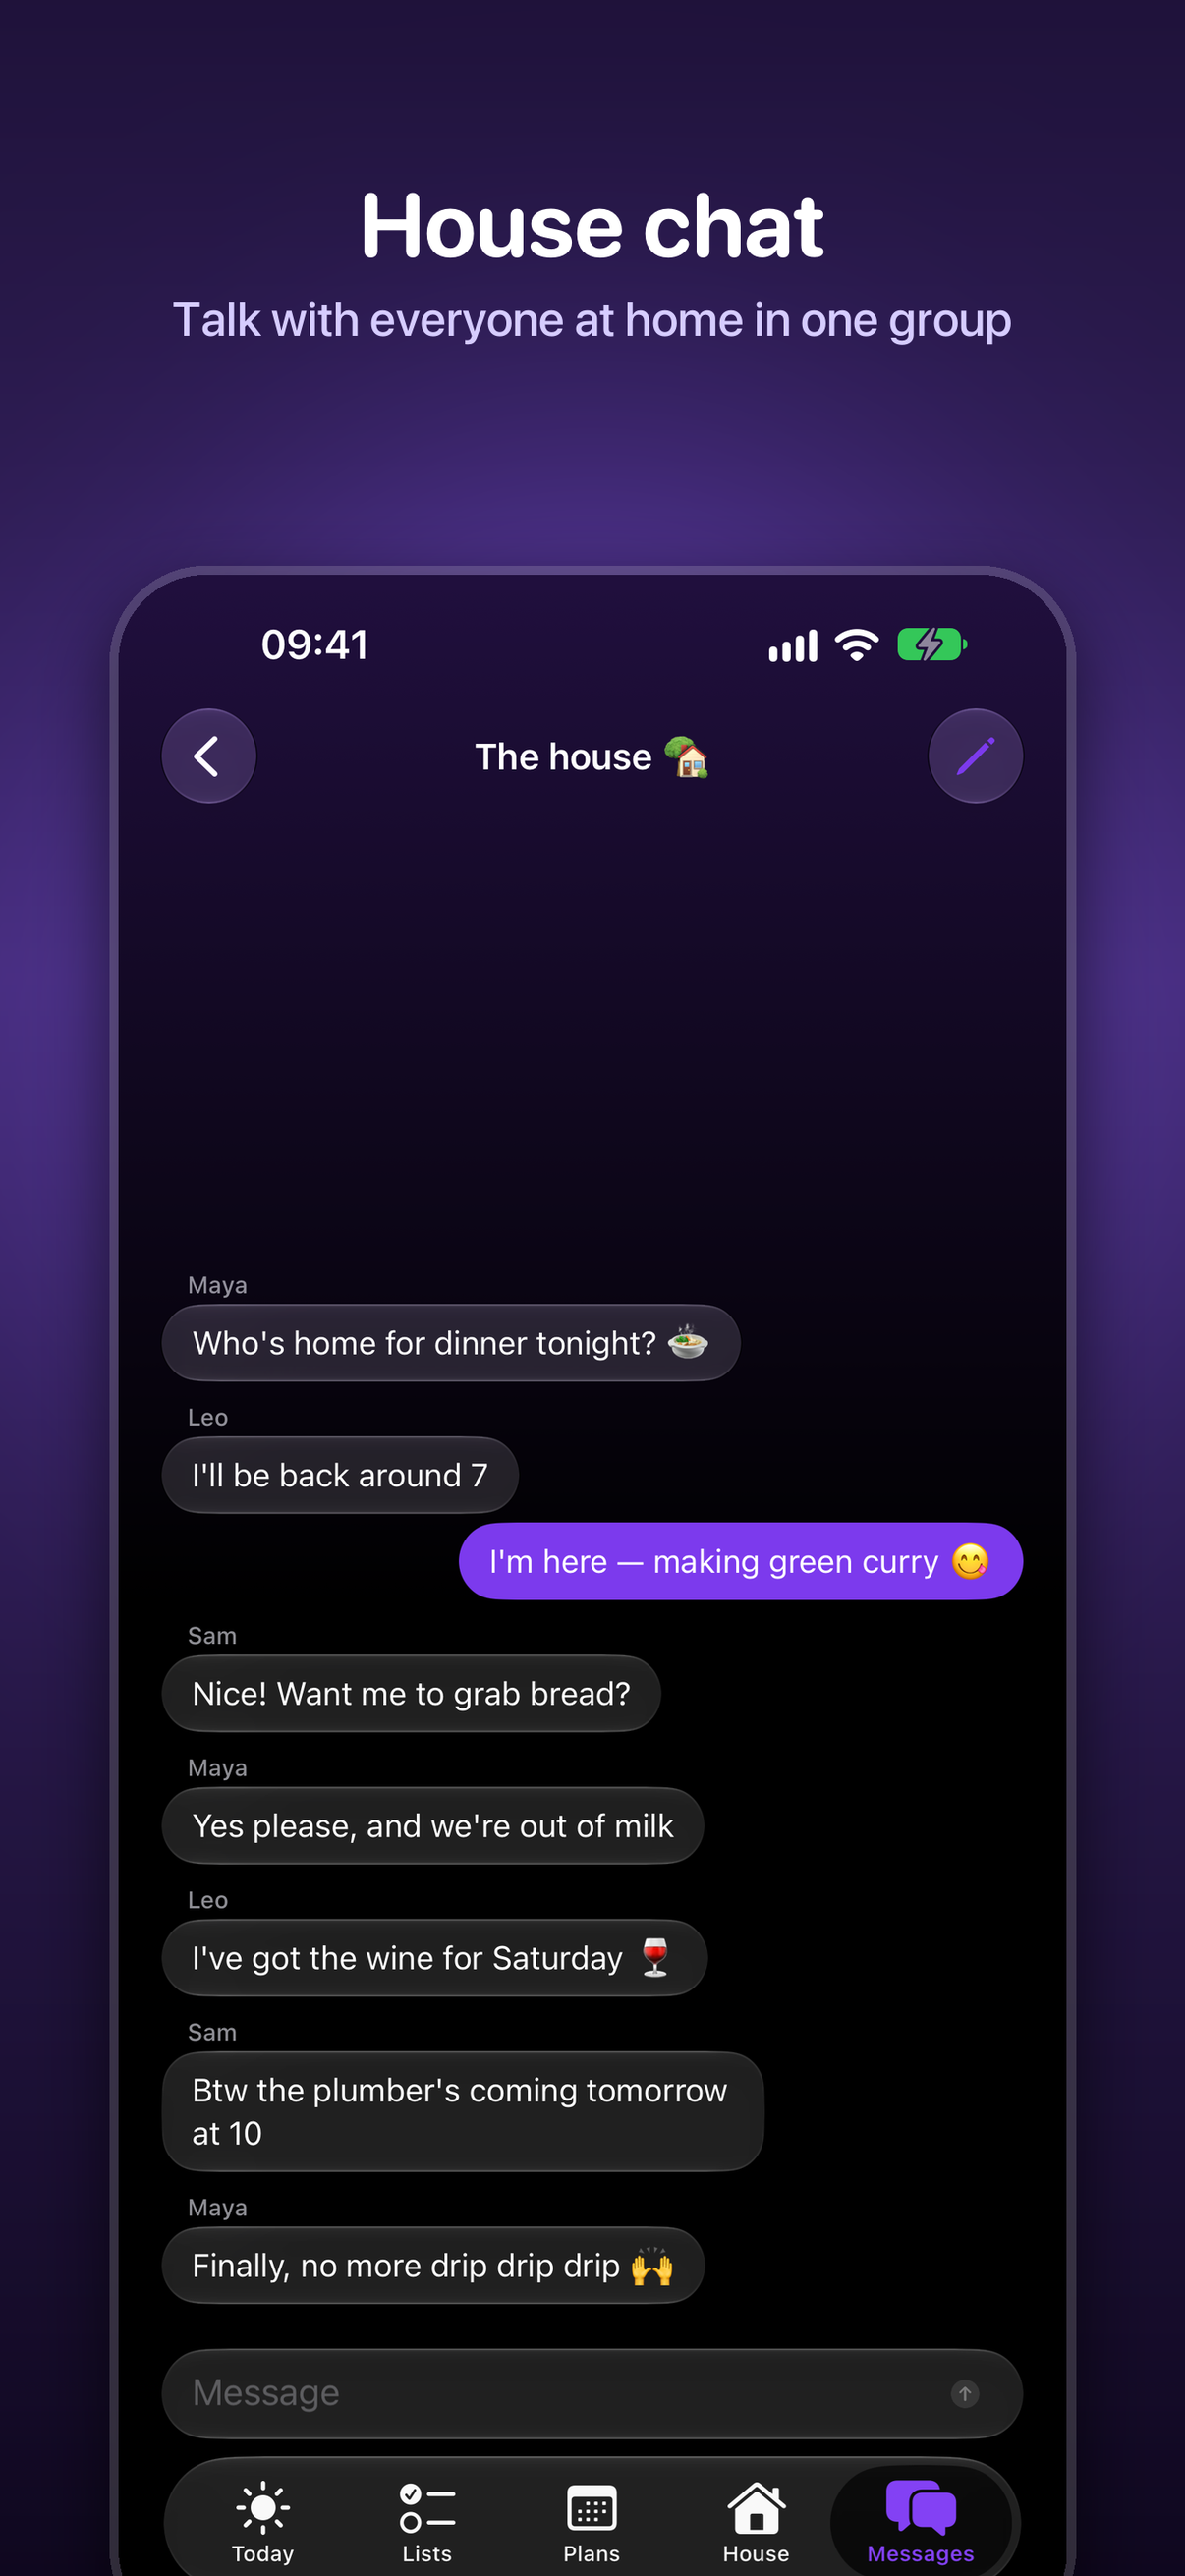 House chat
Talk with everyone at home in one group
09:41
The house 🏡
Maya
Who's home for dinner tonight? 🍲
Leo
I'll be back around 7
I'm here — making green curry 😋
Sam
Nice! Want me to grab bread?
Maya
Yes please, and we're out of milk
Leo
I've got the wine for Saturday 🍷
Sam
Btw the plumber's coming tomorrow
at 10
Maya
Finally, no more drip drip drip 🙌
Message
Today Lists Plans House Messages